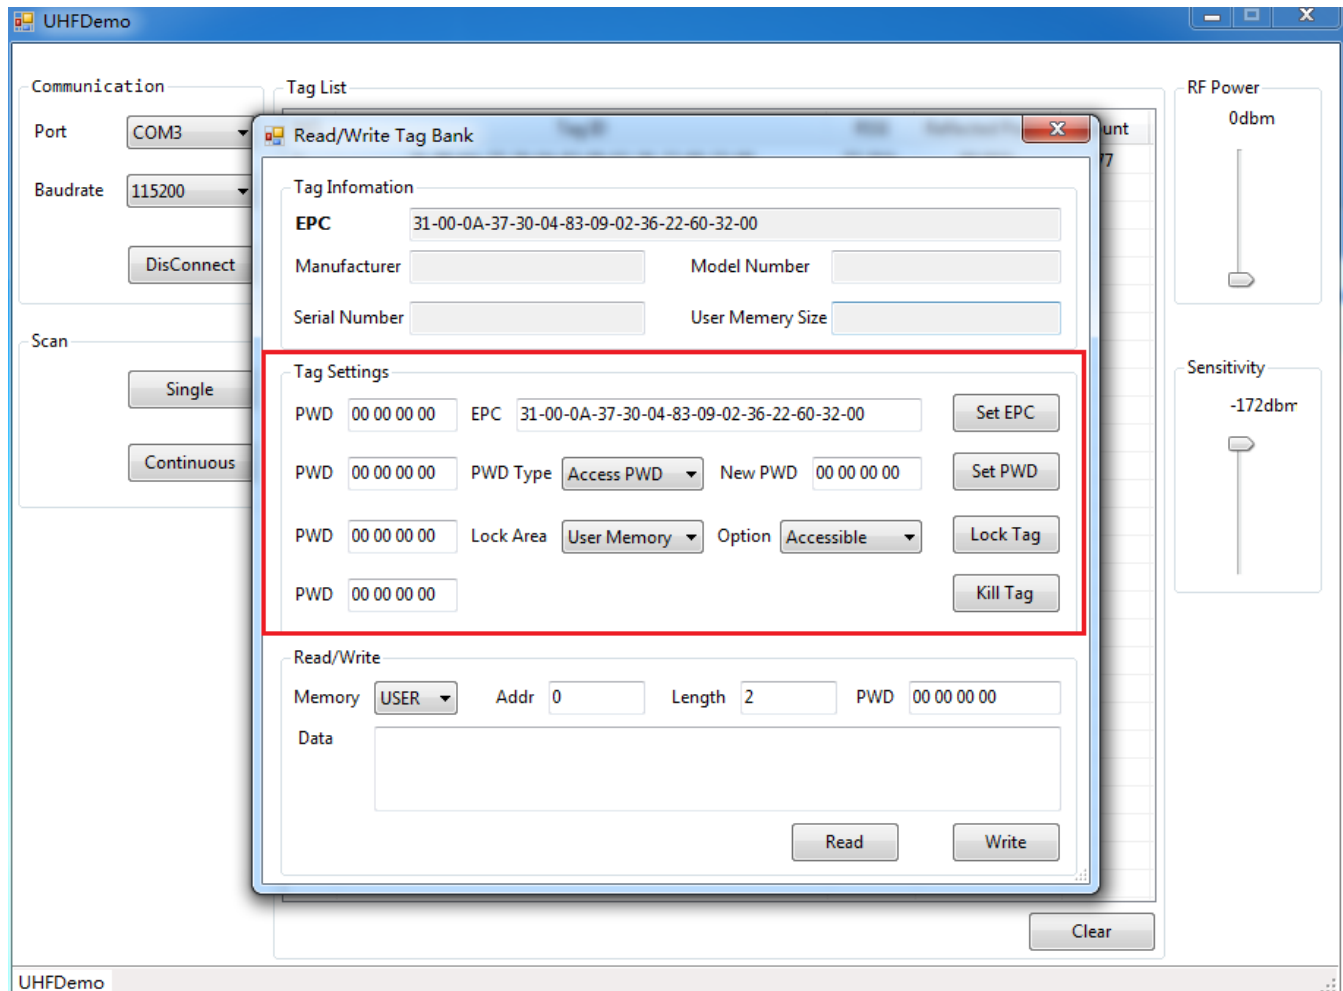 UHFDemo
Communication
Port COM3
Baudrate 115200
DisConnect
Scan
Single
Continuous
Tag List
unt
77
Read/Write Tag Bank
Tag Infomation
EPC 31-00-0A-37-30-04-83-09-02-36-22-60-32-00
Manufacturer Model Number
Serial Number User Memory Size
Tag Settings
PWD 00 00 00 00 EPC 31-00-0A-37-30-04-83-09-02-36-22-60-32-00 Set EPC
PWD 00 00 00 00 PWD Type Access PWD New PWD 00 00 00 00 Set PWD
PWD 00 00 00 00 Lock Area User Memory Option Accessible Lock Tag
PWD 00 00 00 00 Kill Tag
Read/Write
Memory USER Addr 0 Length 2 PWD 00 00 00 00
Data
Read Write
Clear
RF Power
0dbm
Sensitivity
-172dbm
UHFDemo